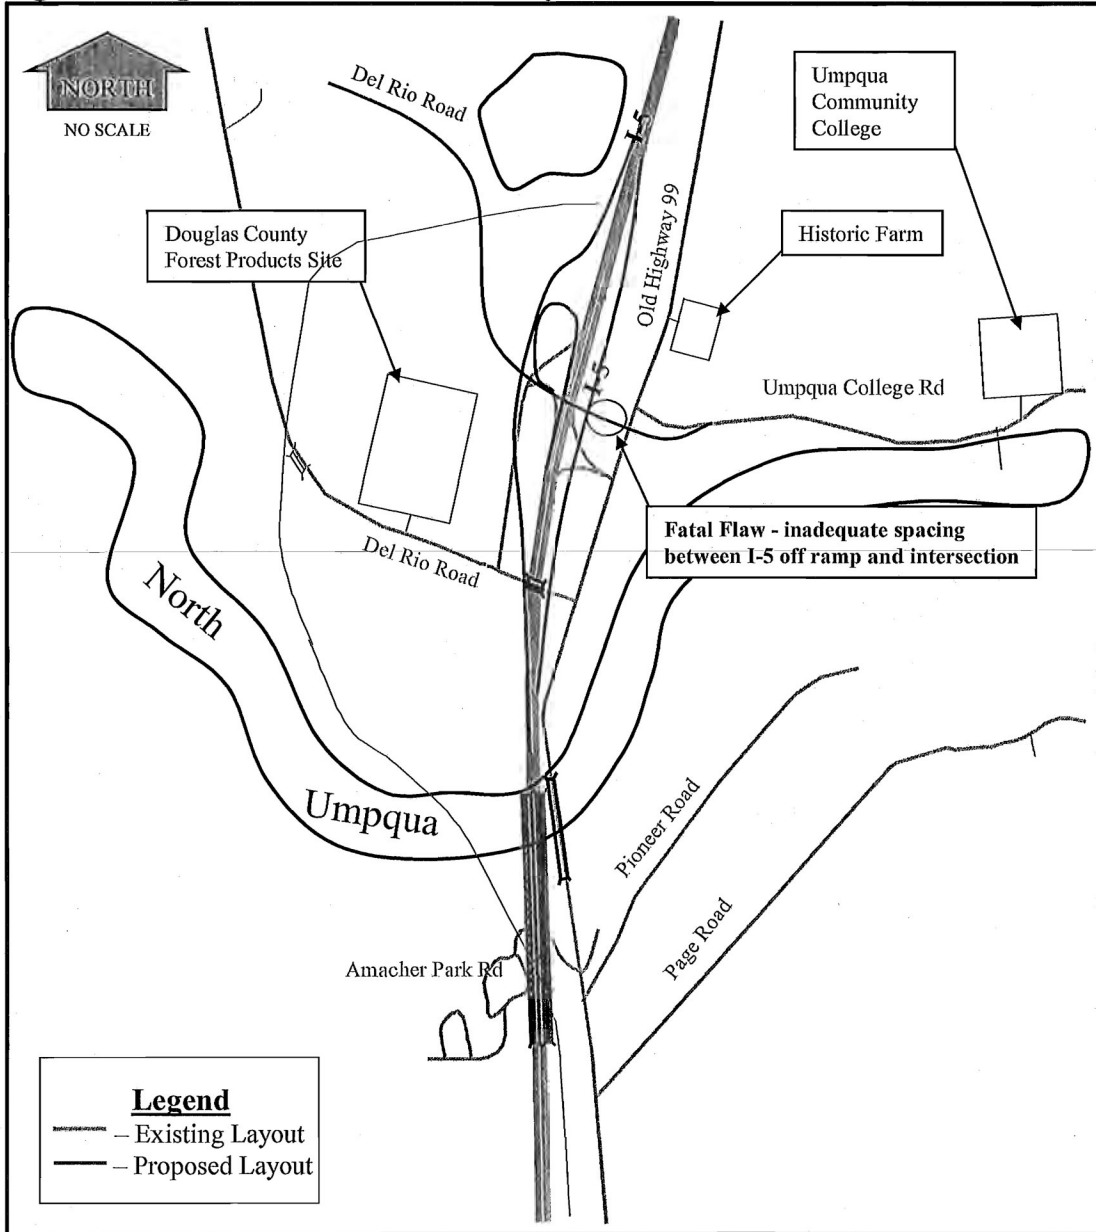 NORTH
NO SCALE
Del Rio Road
I-5
Umpqua
Community
College
Douglas County
Forest Products Site
Old Highway 99
Historic Farm
I-5
Umpqua College Rd
Fatal Flaw - inadequate spacing
between I-5 off ramp and intersection
Del Rio Road
North
Umpqua
Pioneer Road
Page Road
Amacher Park Rd
Legend
– Existing Layout
– Proposed Layout